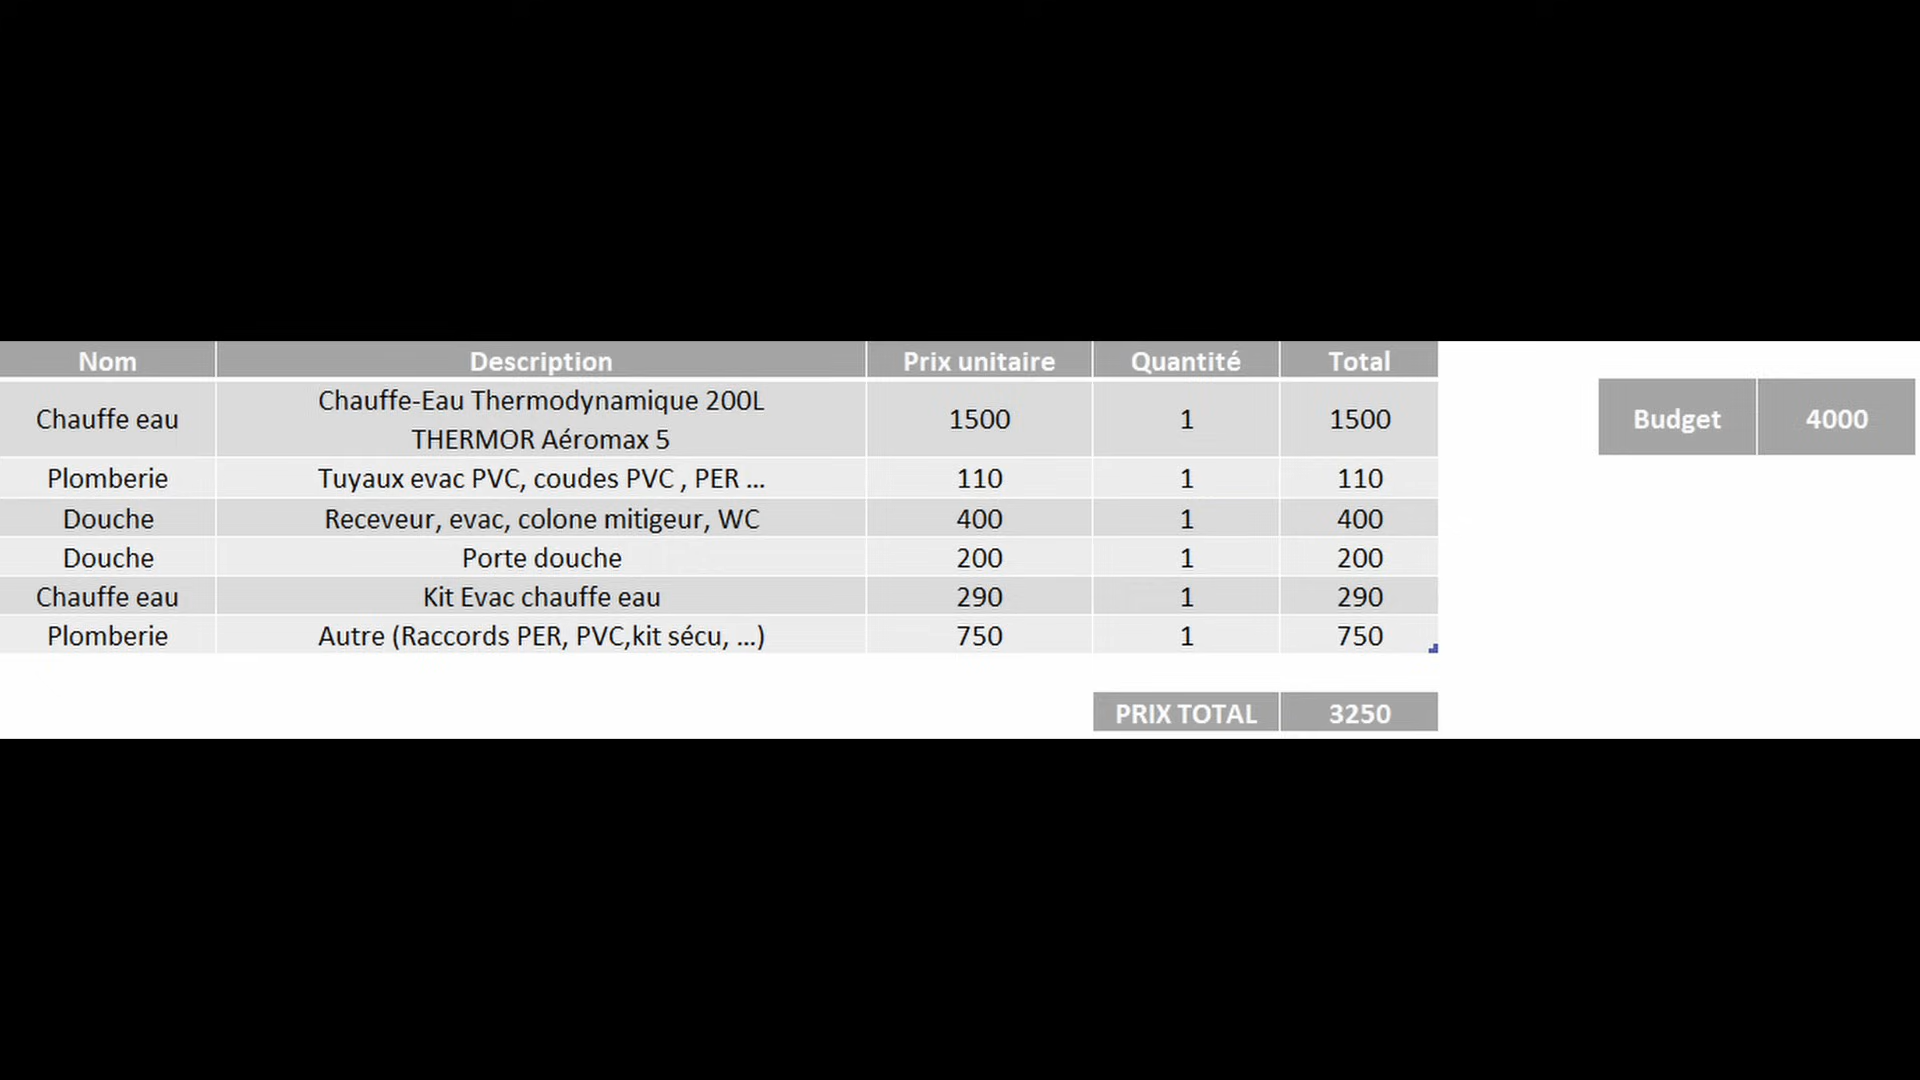 Nom Description Prix unitaire Quantité Total
Chauffe eau Chauffe-Eau Thermodynamique 200L THERMOR Aéromax 5 1500 1 1500 Budget 4000
Plomberie Tuyaux evac PVC, coudes PVC , PER ... 110 1 110
Douche Receveur, evac, colone mitigeur, WC 400 1 400
Douche Porte douche 200 1 200
Chauffe eau Kit Evac chauffe eau 290 1 290
Plomberie Autre (Raccords PER, PVC,kit sécu, ...) 750 1 750
PRIX TOTAL 3250